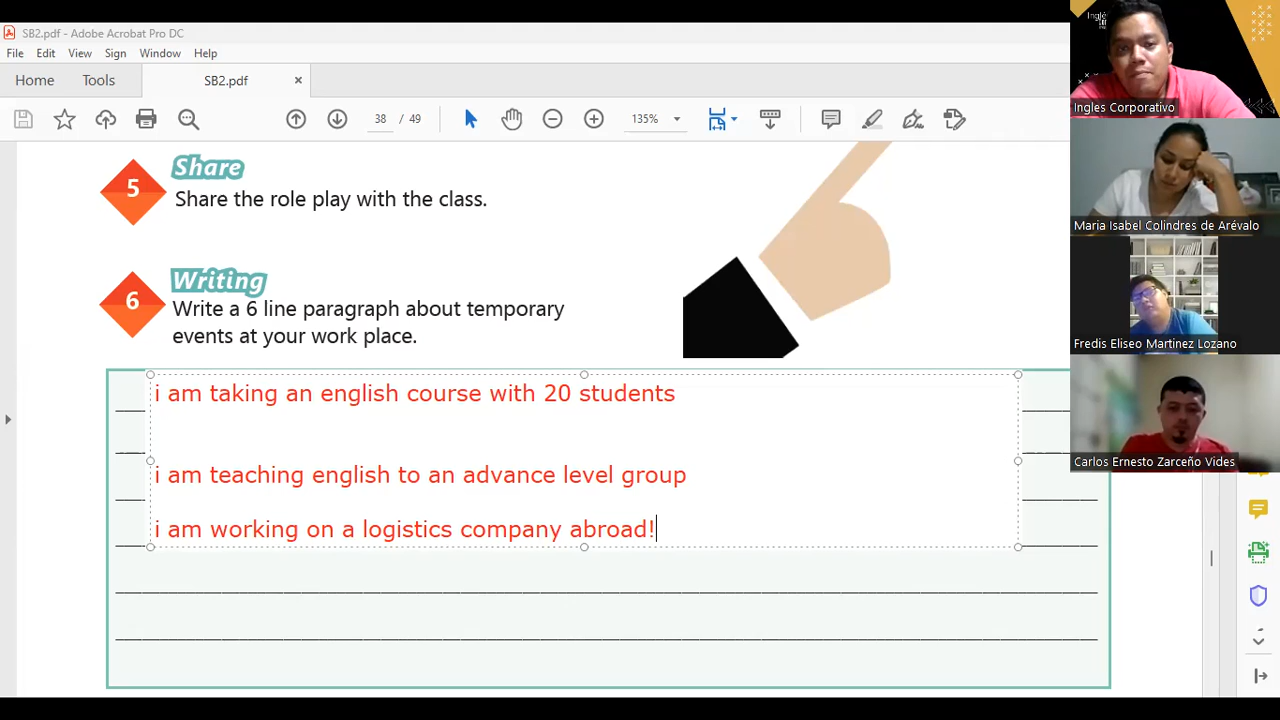 SB2.pdf - Adobe Acrobat Pro DC
File Edit View Sign Window Help
Home Tools SB2.pdf ×
38 / 49 135%
5 Share
Share the role play with the class.
6 Writing
Write a 6 line paragraph about temporary
events at your work place.
i am taking an english course with 20 students
i am teaching english to an advance level group
i am working on a logistics company abroad!
Ingles Corporativo
Maria Isabel Colindres de Arévalo
Fredis Eliseo Martinez Lozano
Carlos Ernesto Zarceño Vides